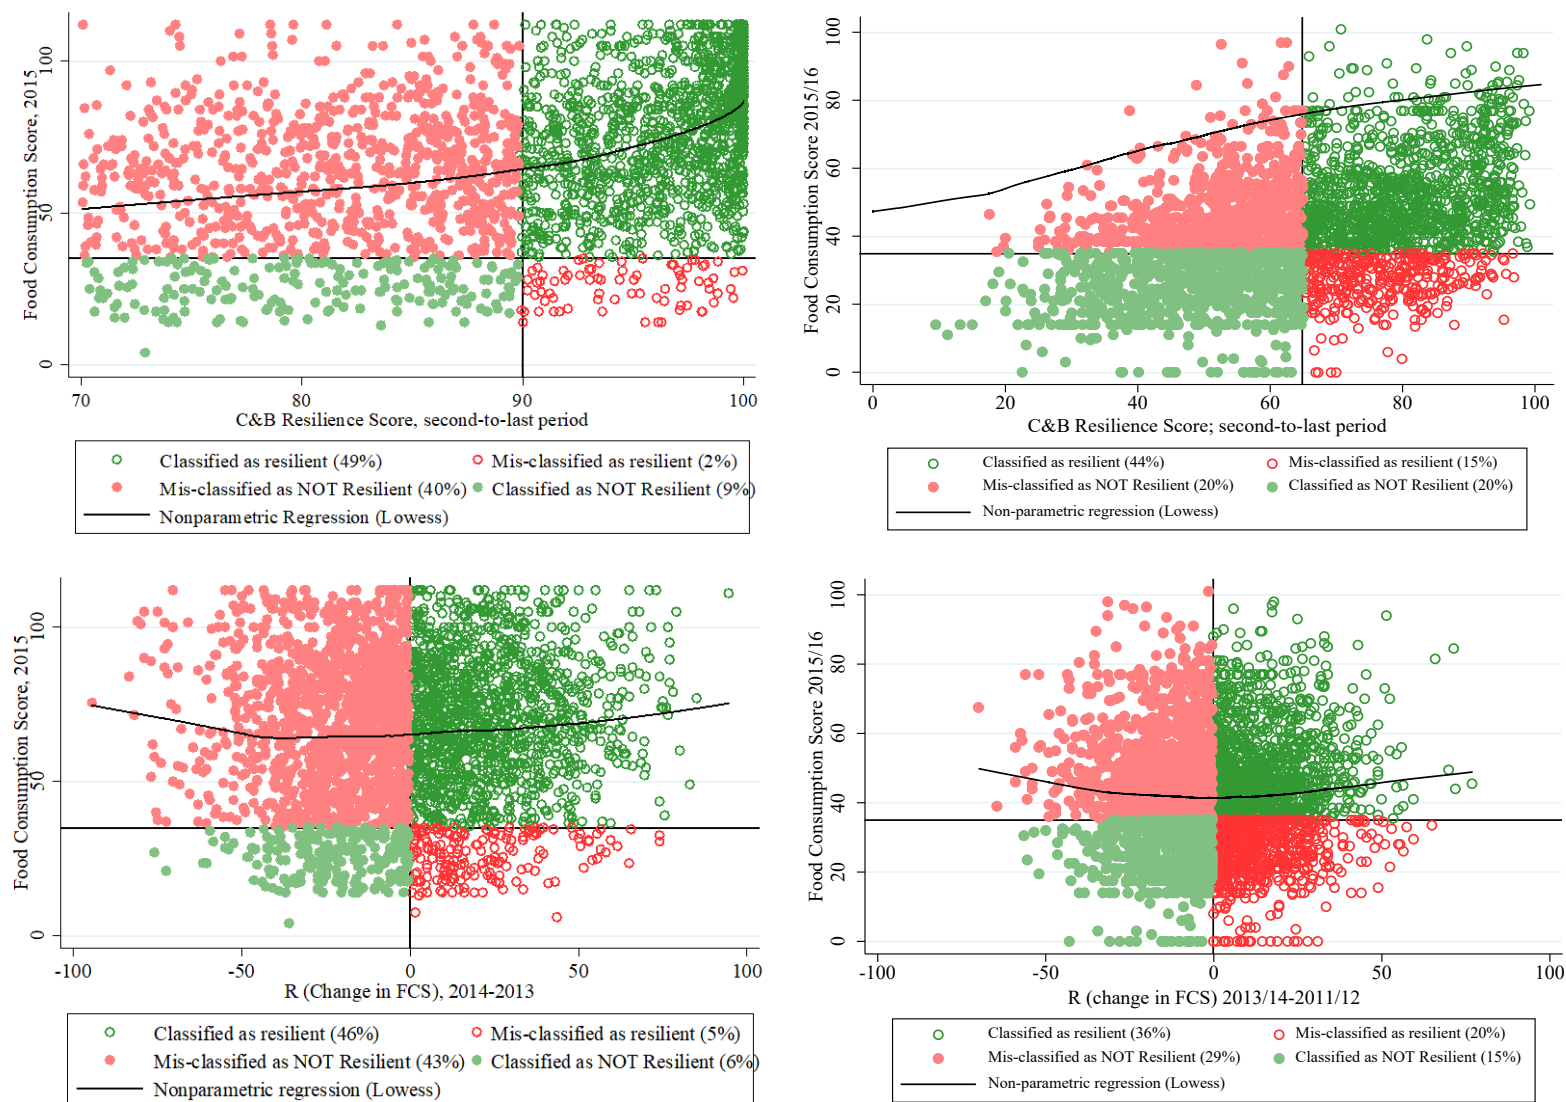 Food Consumption Score, 2015
100
50
0
70 80 90 100
C&B Resilience Score, second-to-last period
Classified as resilient (49%) Mis-classified as resilient (2%)
Mis-classified as NOT Resilient (40%) Classified as NOT Resilient (9%)
Nonparametric Regression (Lowess)
Food Consumption Score 2015/16
100
80
60
40
20
0
0 20 40 60 80 100
C&B Resilience Score; second-to-last period
Classified as resilient (44%) Mis-classified as resilient (15%)
Mis-classified as NOT Resilient (20%) Classified as NOT Resilient (20%)
Non-parametric regression (Lowess)
Food Consumption Score, 2015
100
50
0
-100 -50 0 50 100
R (Change in FCS), 2014-2013
Classified as resilient (46%) Mis-classified as resilient (5%)
Mis-classified as NOT Resilient (43%) Classified as NOT Resilient (6%)
Nonparametric regression (Lowess)
Food Consumption Score 2015/16
100
80
60
40
20
0
-100 -50 0 50 100
R (change in FCS) 2013/14-2011/12
Classified as resilient (36%) Mis-classified as resilient (20%)
Mis-classified as NOT Resilient (29%) Classified as NOT Resilient (15%)
Non-parametric regression (Lowess)